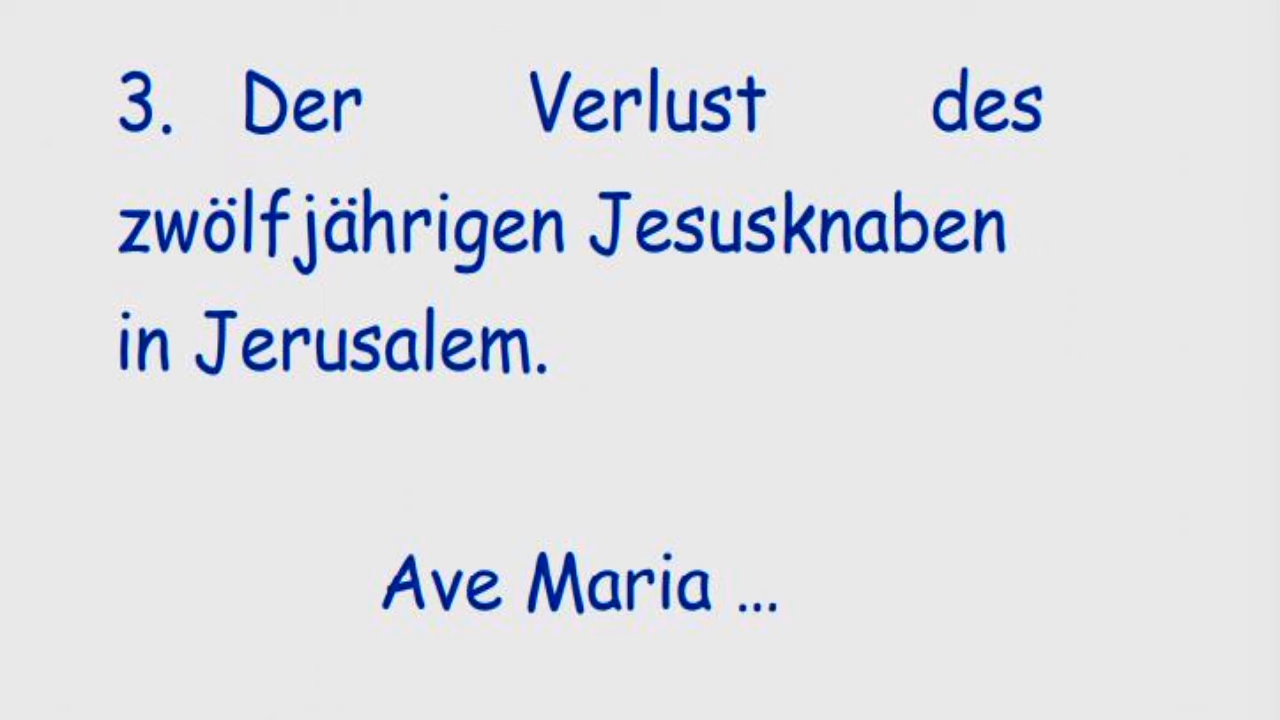 3. Der Verlust des
zwölfjährigen Jesusknaben
in Jerusalem.
Ave Maria ...